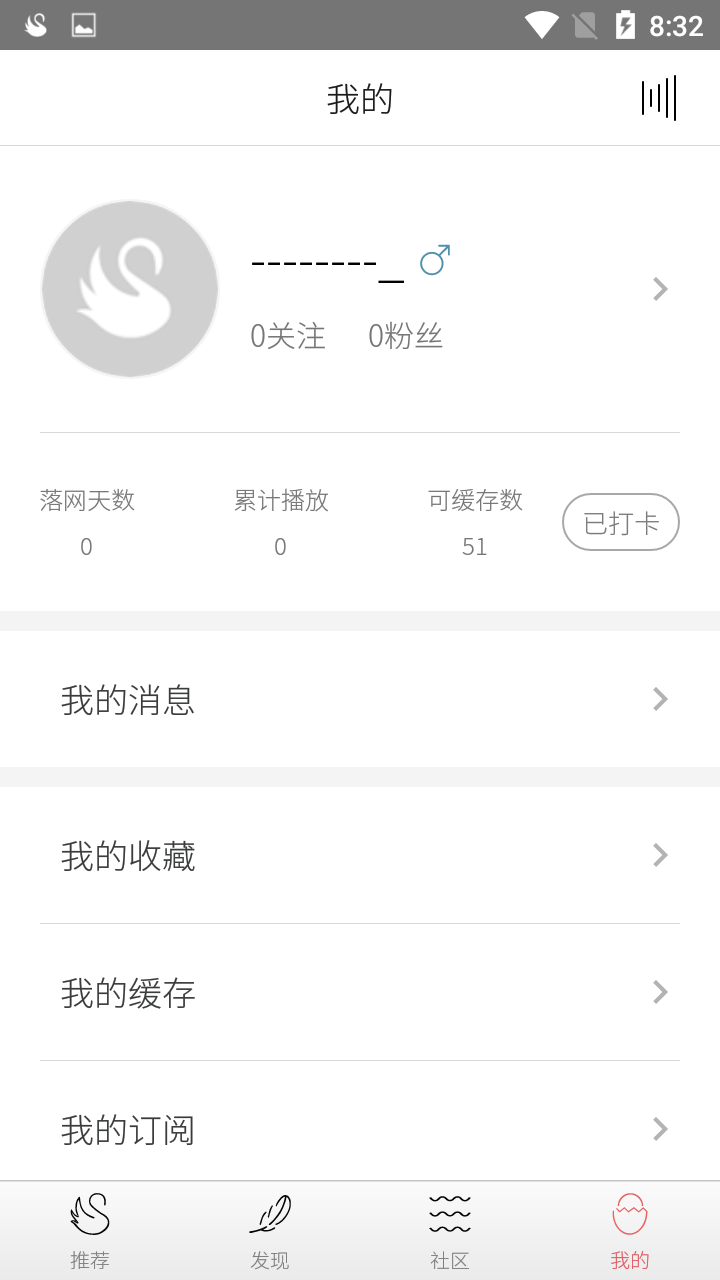 8:32
我的
--------_
0关注 0粉丝
落网天数 累计播放 可缓存数
已打卡
0 0 51
我的消息
我的收藏
我的缓存
我的订阅
推荐 发现 社区 我的